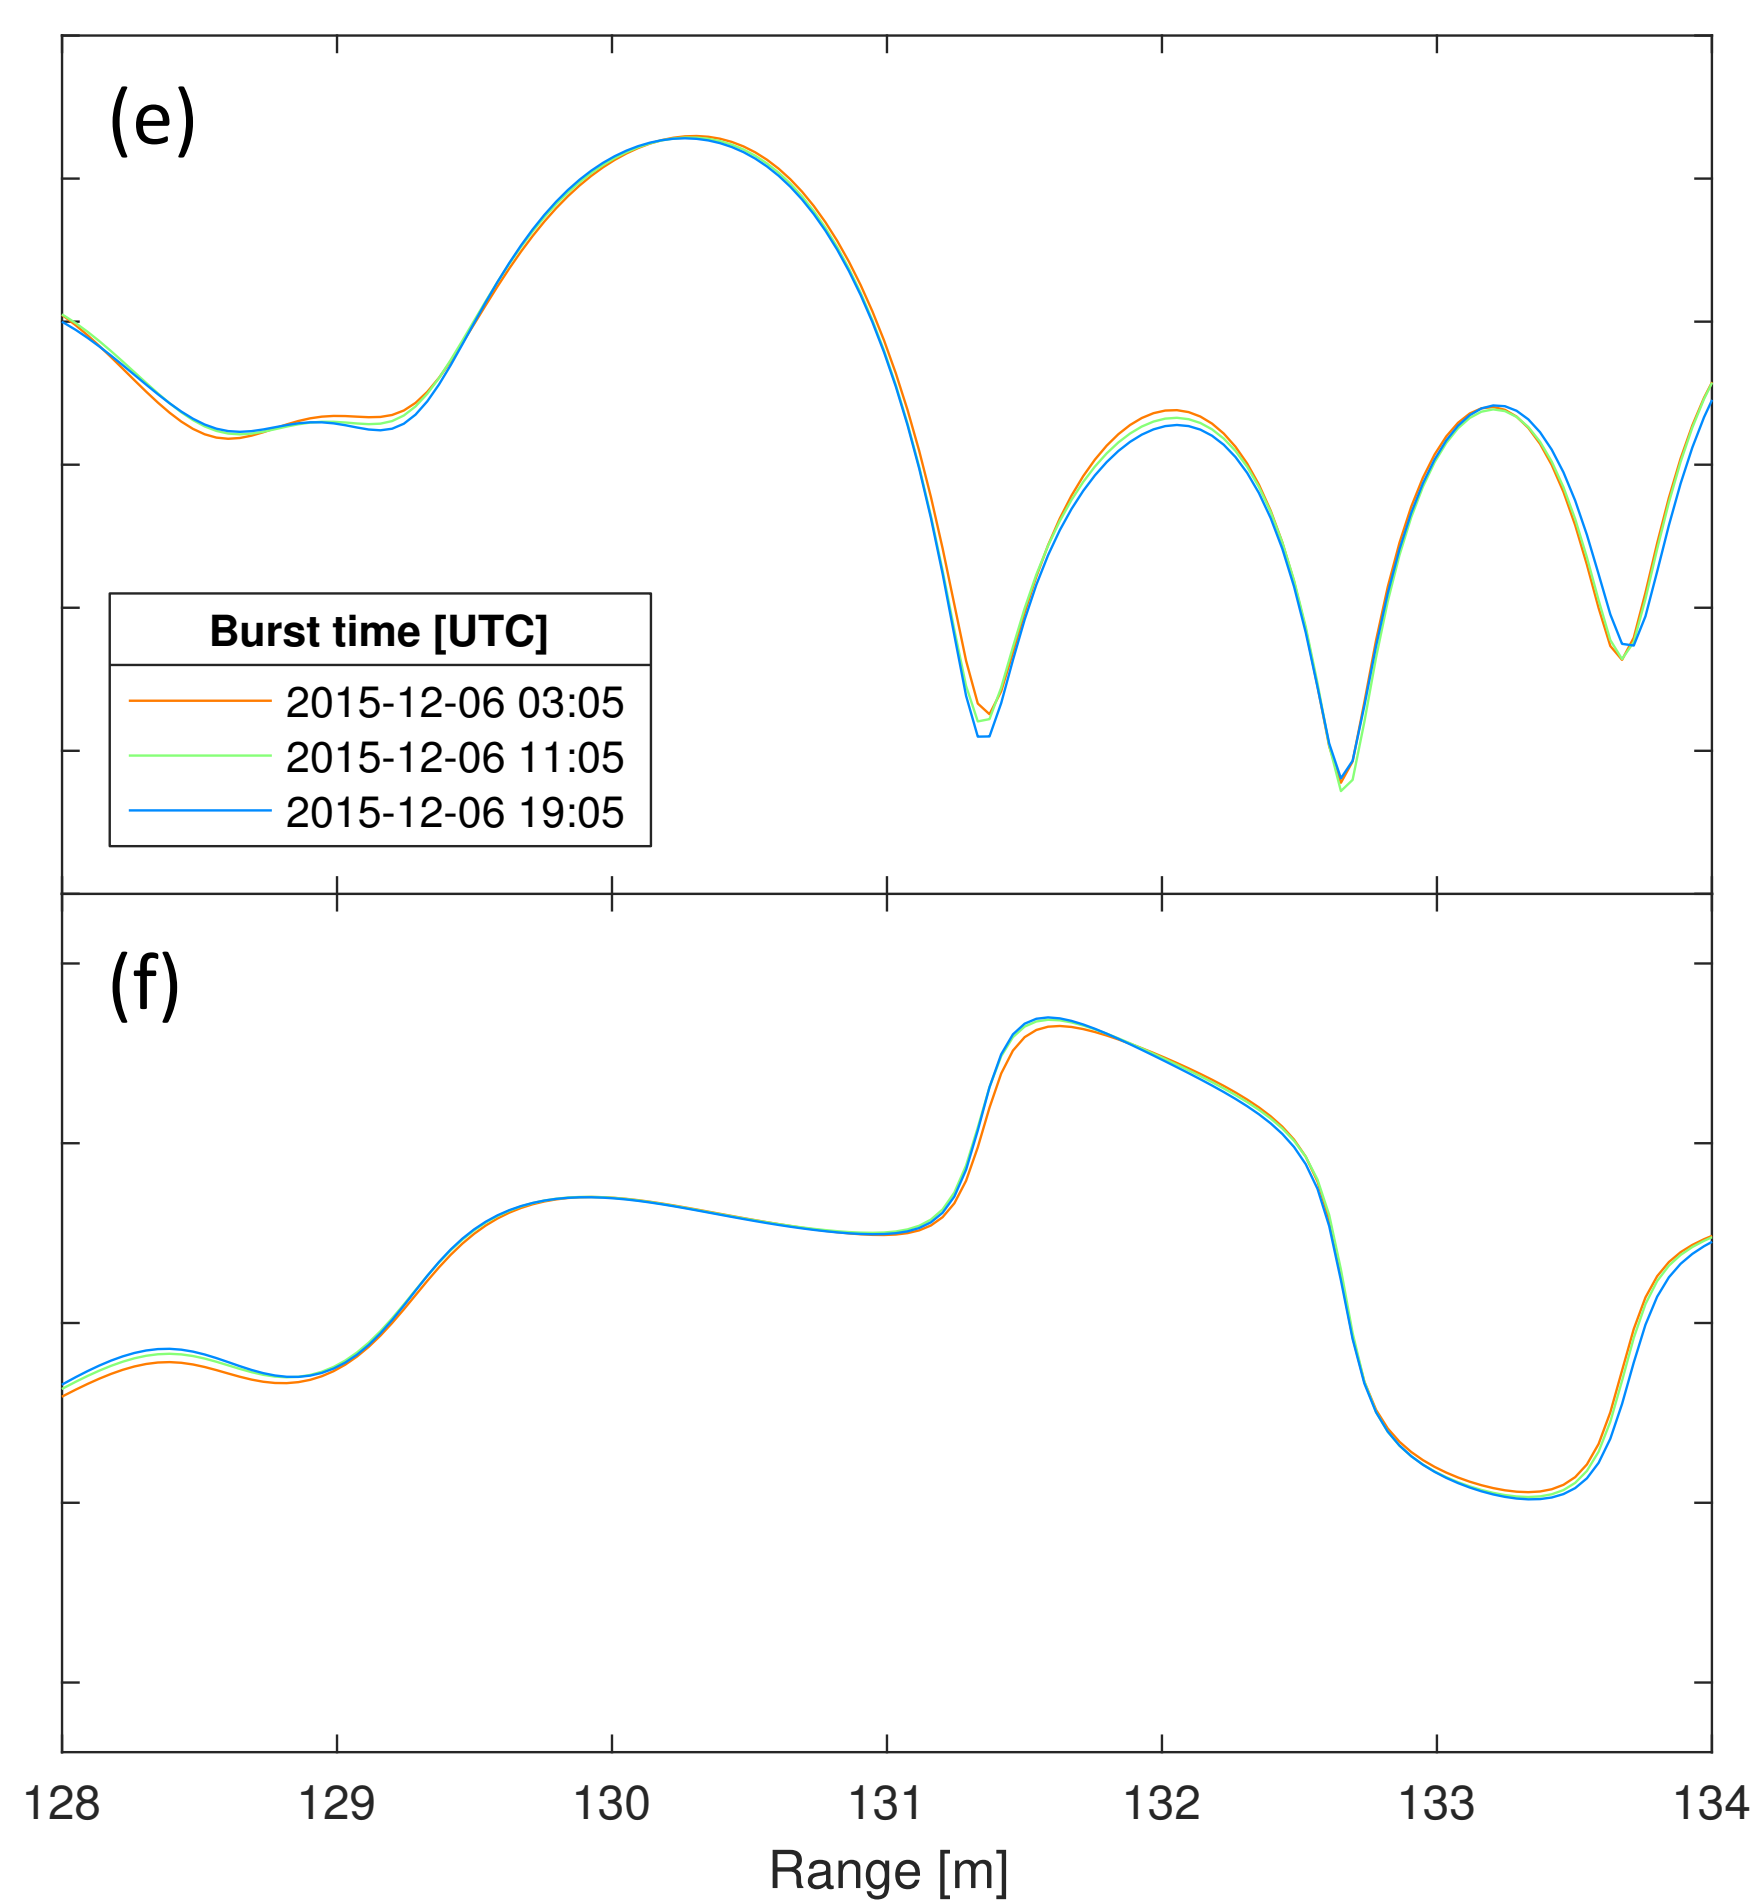 (e)
Burst time [UTC]
2015-12-06 03:05
2015-12-06 11:05
2015-12-06 19:05
(f)
128 129 130 131 132 133 134
Range [m]